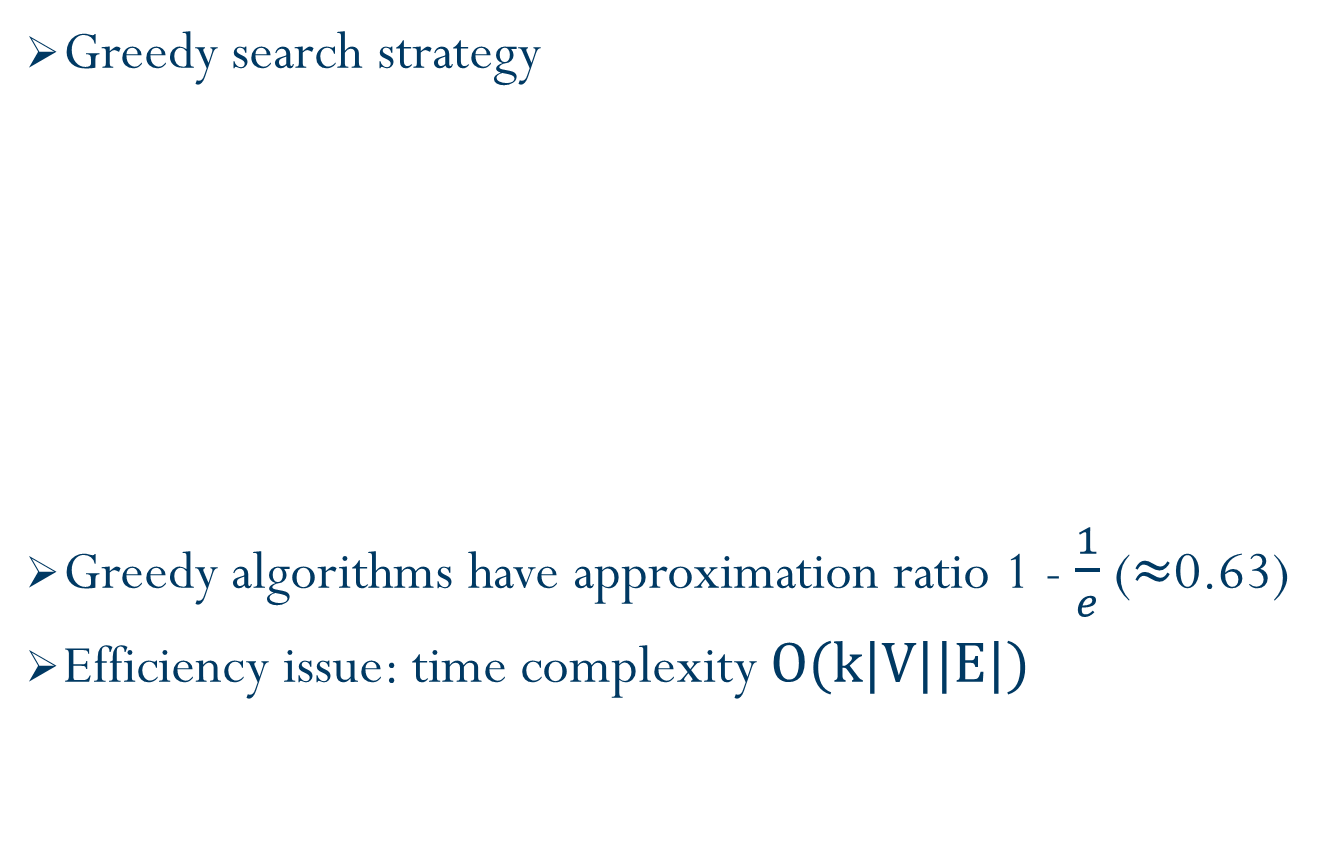 ➢Greedy search strategy
➢Greedy algorithms have approximation ratio 1 - 1/e (≈0.63)
➢Efficiency issue: time complexity O(k|V||E|)